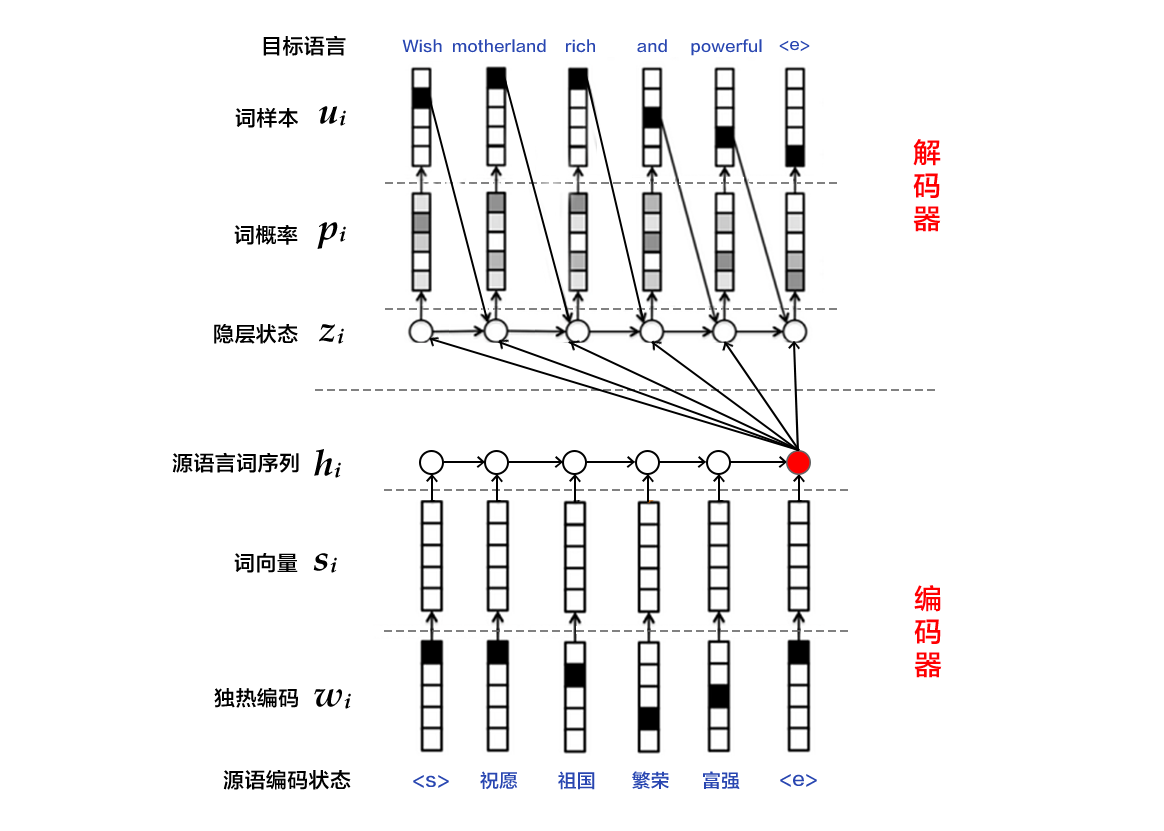 目标语言 Wish motherland rich and powerful <e>
词样本 u_i
解码器
词概率 p_i
隐层状态 z_i
源语言词序列 h_i
词向量 s_i
编码器
独热编码 w_i
源语编码状态 <s> 祝愿 祖国 繁荣 富强 <e>